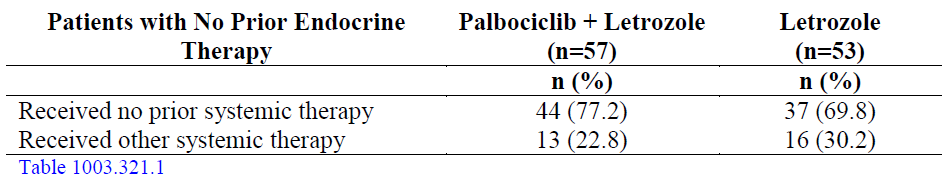 Patients with No Prior Endocrine Palbociclib + Letrozole Letrozole
Therapy (n=57) (n=53)
n (%) n (%)
Received no prior systemic therapy 44 (77.2) 37 (69.8)
Received other systemic therapy 13 (22.8) 16 (30.2)
Table 1003.321.1